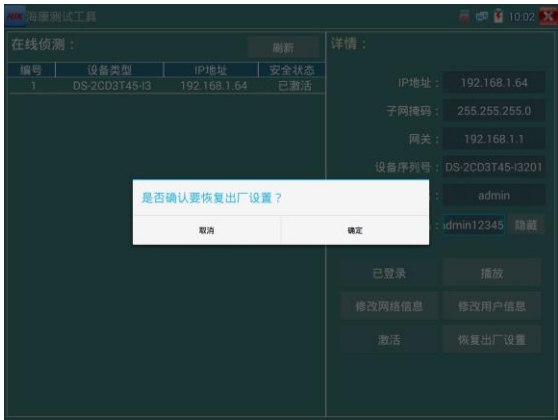 海康测试工具
10:02
在线侦测：
刷新
编号 设备类型 IP地址 安全状态
1 DS-2CD3T45-I3 192.168.1.64 已激活
详情：
IP地址： 192.168.1.64
子网掩码： 255.255.255.0
网关： 192.168.1.1
设备序列号： DS-2CD3T45-I3201
： admin
： dmin12345 隐藏
是否确认要恢复出厂设置？
取消 确定
已登录 播放
修改网络信息 修改用户信息
激活 恢复出厂设置